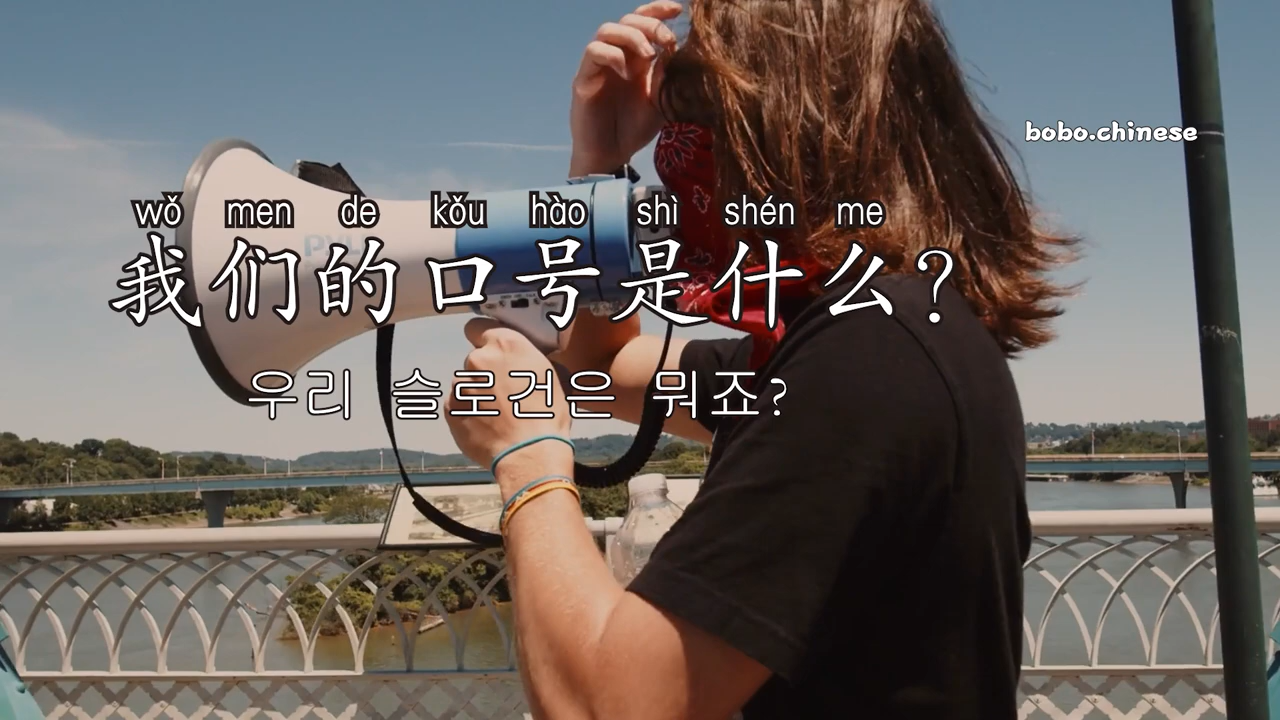 bobo.chinese
wǒ men de kǒu hào shì shén me
我们的口号是什么?
우리 슬로건은 뭐죠?